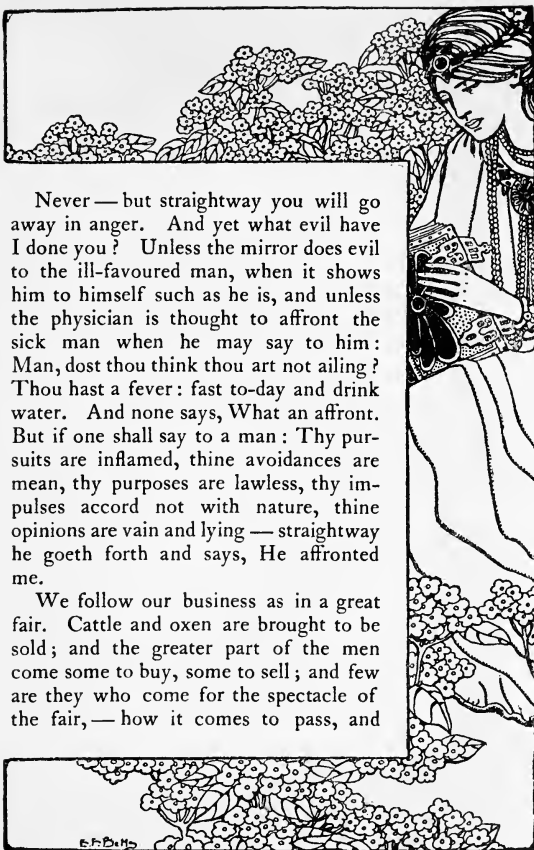 Never — but straightway you will go
away in anger. And yet what evil have
I done you? Unless the mirror does evil
to the ill-favoured man, when it shows
him to himself such as he is, and unless
the physician is thought to affront the
sick man when he may say to him:
Man, dost thou think thou art not ailing?
Thou hast a fever: fast to-day and drink
water. And none says, What an affront.
But if one shall say to a man: Thy pur-
suits are inflamed, thine avoidances are
mean, thy purposes are lawless, thy im-
pulses accord not with nature, thine
opinions are vain and lying — straightway
he goeth forth and says, He affronted
me.
We follow our business as in a great
fair. Cattle and oxen are brought to be
sold; and the greater part of the men
come some to buy, some to sell; and few
are they who come for the spectacle of
the fair, — how it comes to pass, and
E. F. Betts